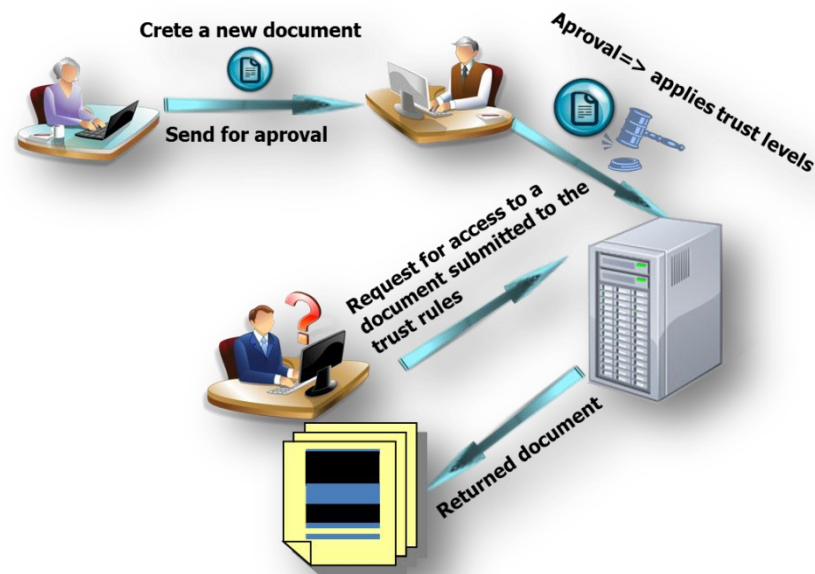 Crete a new document
Send for aproval
Aproval=> applies trust levels
Request for access to a
document submitted to the
trust rules
Returned document